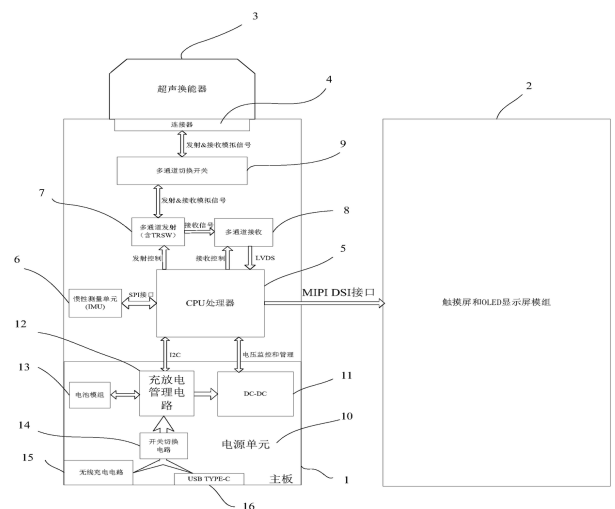 3
超声换能器
4
2
连接器
发射&接收模拟信号
9
多通道切换开关
7
发射&接收模拟信号
8
多通道发射
（含TRSW）
接收信号
多通道接收
5
发射控制
接收控制
LVDS
6
惯性测量单元
(IMU)
SPI接口
CPU处理器
MIPI DSI接口
触摸屏和OLED显示屏模组
12
I2C
电压监控和管理
13
电池模组
充放电
管理电
路
DC-DC
11
14
开关切换
电路
电源单元
10
15
无线充电电路
USB TYPE-C
主板
1
16